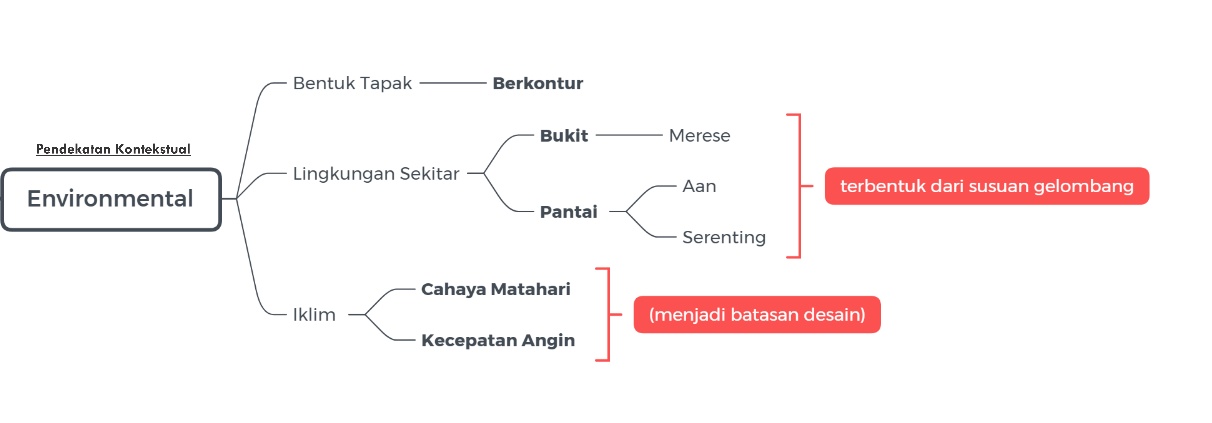 Pendekatan Kontekstual
Environmental
Bentuk Tapak
Berkontur
Lingkungan Sekitar
Bukit
Merese
Pantai
Aan
Serenting
terbentuk dari susuan gelombang
Iklim
Cahaya Matahari
Kecepatan Angin
(menjadi batasan desain)